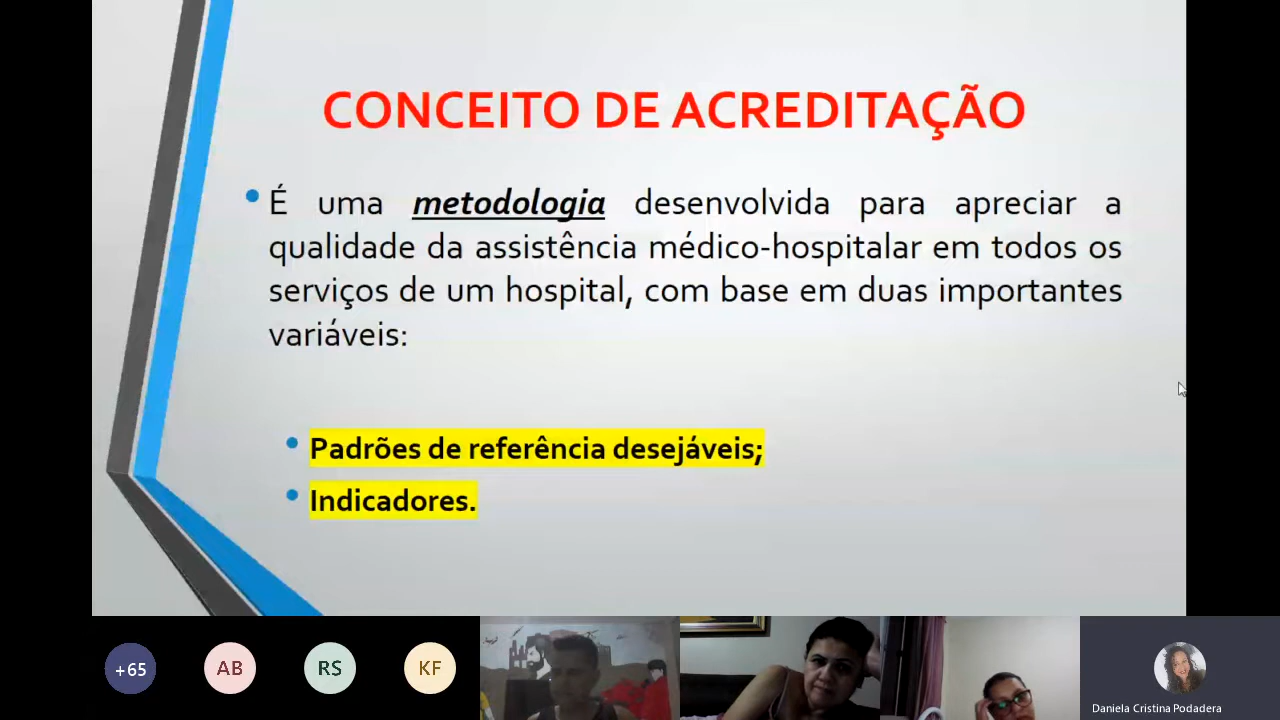 CONCEITO DE ACREDITAÇÃO
É uma metodologia desenvolvida para apreciar a
qualidade da assistência médico-hospitalar em todos os
serviços de um hospital, com base em duas importantes
variáveis:
Padrões de referência desejáveis;
Indicadores.
+65
AB
RS
KF
Daniela Cristina Podadera